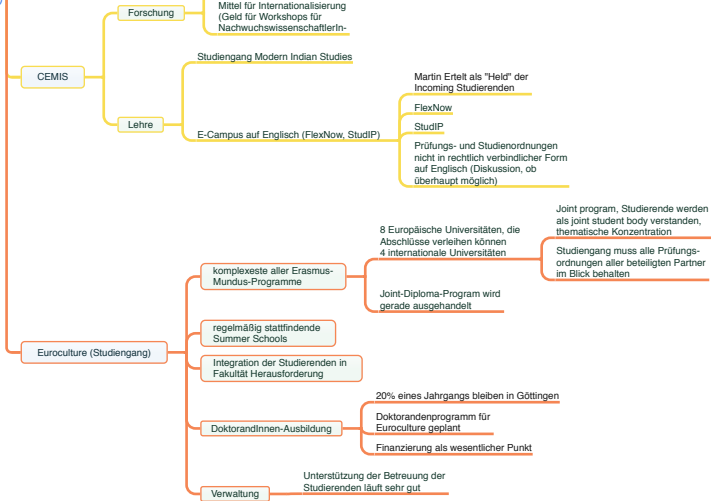 Mittel für Internationalisierung
(Geld für Workshops für
NachwuchswissenschaftlerIn-
Forschung
CEMIS
Studiengang Modern Indian Studies
Lehre
E-Campus auf Englisch (FlexNow, StudIP)
Martin Ertelt als "Held" der
Incoming Studierenden
FlexNow
StudIP
Prüfungs- und Studienordnungen
nicht in rechtlich verbindlicher Form
auf Englisch (Diskussion, ob
überhaupt möglich)
Euroculture (Studiengang)
komplexeste aller Erasmus-
Mundus-Programme
8 Europäische Universitäten, die
Abschlüsse verleihen können
4 internationale Universitäten
Joint program, Studierende werden
als joint student body verstanden,
thematische Konzentration
Studiengang muss alle Prüfungs-
ordnungen aller beteiligten Partner
im Blick behalten
Joint-Diploma-Program wird
gerade ausgehandelt
regelmäßig stattfindende
Summer Schools
Integration der Studierenden in
Fakultät Herausforderung
DoktorandInnen-Ausbildung
20% eines Jahrgangs bleiben in Göttingen
Doktorandenprogramm für
Euroculture geplant
Finanzierung als wesentlicher Punkt
Verwaltung
Unterstützung der Betreuung der
Studierenden läuft sehr gut